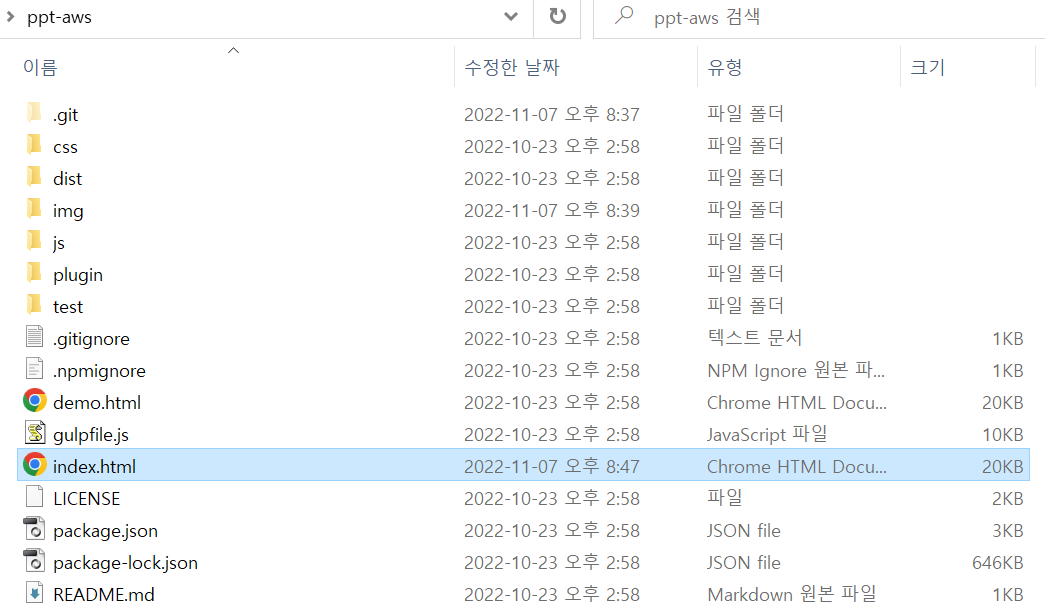 ppt-aws
ppt-aws 검색
이름 수정한 날짜 유형 크기
.git 2022-11-07 오후 8:37 파일 폴더
css 2022-10-23 오후 2:58 파일 폴더
dist 2022-10-23 오후 2:58 파일 폴더
img 2022-11-07 오후 8:39 파일 폴더
js 2022-10-23 오후 2:58 파일 폴더
plugin 2022-10-23 오후 2:58 파일 폴더
test 2022-10-23 오후 2:58 파일 폴더
.gitignore 2022-10-23 오후 2:58 텍스트 문서 1KB
.npmignore 2022-10-23 오후 2:58 NPM Ignore 원본 파... 1KB
demo.html 2022-10-23 오후 2:58 Chrome HTML Docu... 20KB
gulpfile.js 2022-10-23 오후 2:58 JavaScript 파일 10KB
index.html 2022-11-07 오후 8:47 Chrome HTML Docu... 20KB
LICENSE 2022-10-23 오후 2:58 파일 2KB
package.json 2022-10-23 오후 2:58 JSON file 3KB
package-lock.json 2022-10-23 오후 2:58 JSON file 646KB
README.md 2022-10-23 오후 2:58 Markdown 원본 파일 1KB